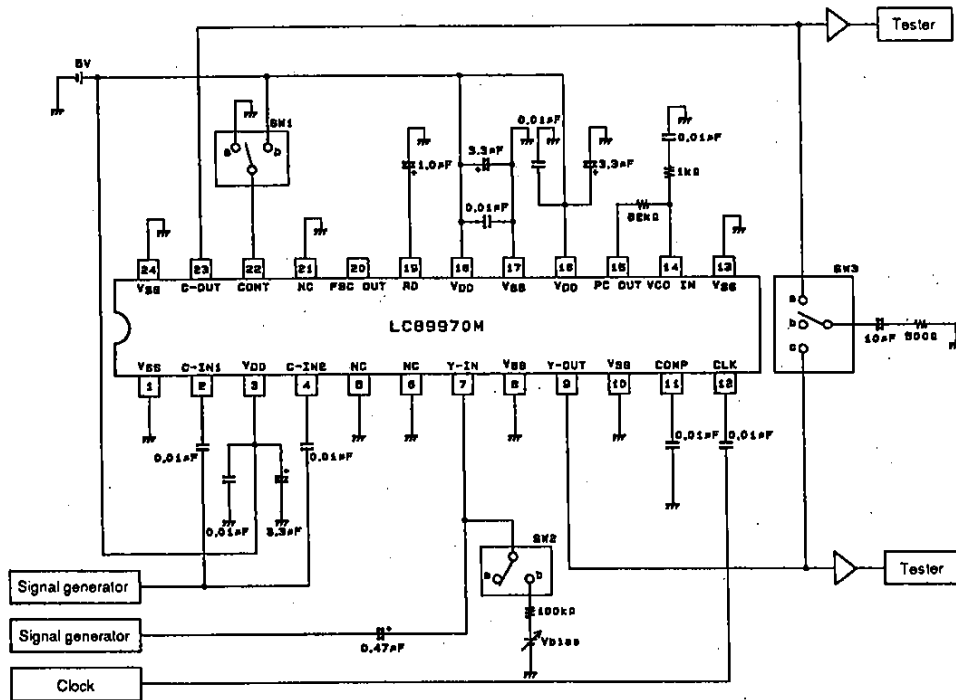 Tester
5V
SW1
a
b
0.01μF
0.01μF
3.3μF
1.0μF
3.3μF
1kΩ
0.01μF
82kΩ
24 23 22 21 20 19 18 17 16 15 14 13
VSS C-OUT CONT NC FSC OUT RD VDD VSS VDD PC OUT VCO IN VSS
SW3
a
b
c
10μF
500Ω
LC89970M
VSS C-IN1 VDD C-IN2 NC NC Y-IN VSS Y-OUT VSS COMP CLK
1 2 3 4 5 6 7 8 9 10 11 12
0.01μF
0.01μF
0.01μF
0.01μF
0.01μF
3.3μF
SW2
a
b
Signal generator
Tester
100kΩ
Signal generator
0.47μF
Vbias
Clock